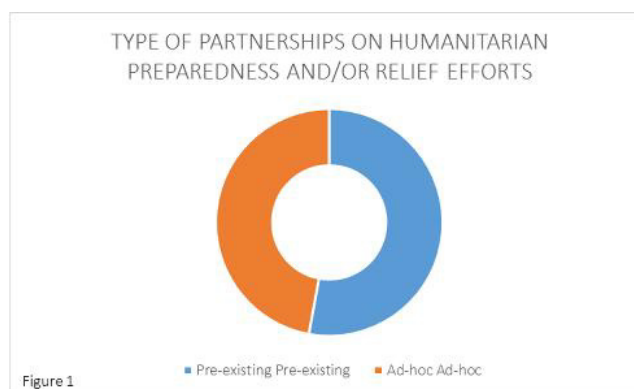 TYPE OF PARTNERSHIPS ON HUMANITARIAN
PREPAREDNESS AND/OR RELIEF EFFORTS
Pre-existing Pre-existing Ad-hoc Ad-hoc
Figure 1